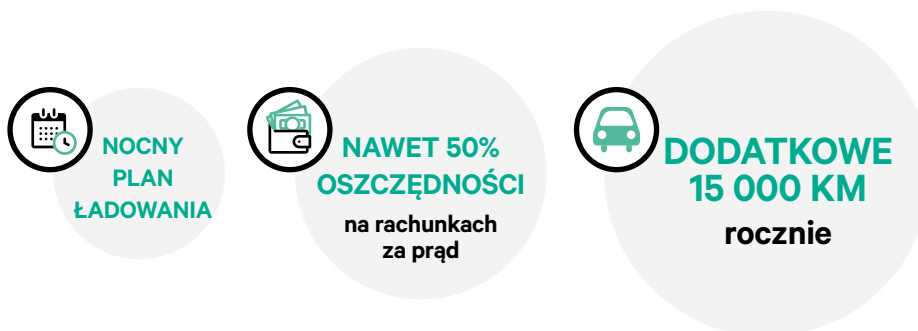 NOCNY
PLAN
ŁADOWANIA
NAWET 50%
OSZCZĘDNOŚCI
na rachunkach
za prąd
DODATKOWE
15 000 KM
rocznie